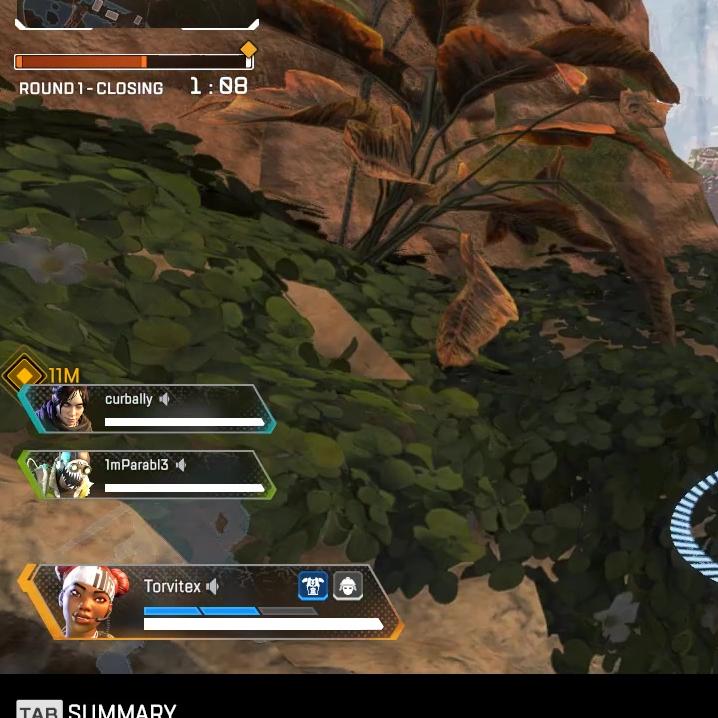 ROUND 1 - CLOSING 1:08
11M
curbally
1mParabl3
Torvitex
TAB SUMMARY